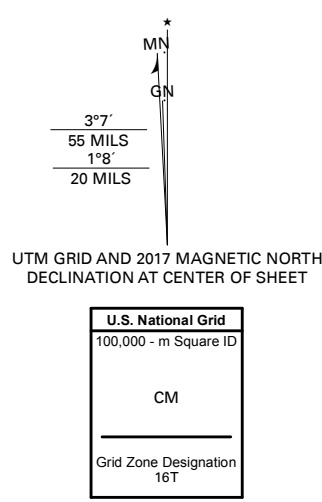 ★
MN
GN
3°7´
55 MILS
1°8´
20 MILS
UTM GRID AND 2017 MAGNETIC NORTH
DECLINATION AT CENTER OF SHEET
U.S. National Grid
100,000 - m Square ID
CM
Grid Zone Designation
16T